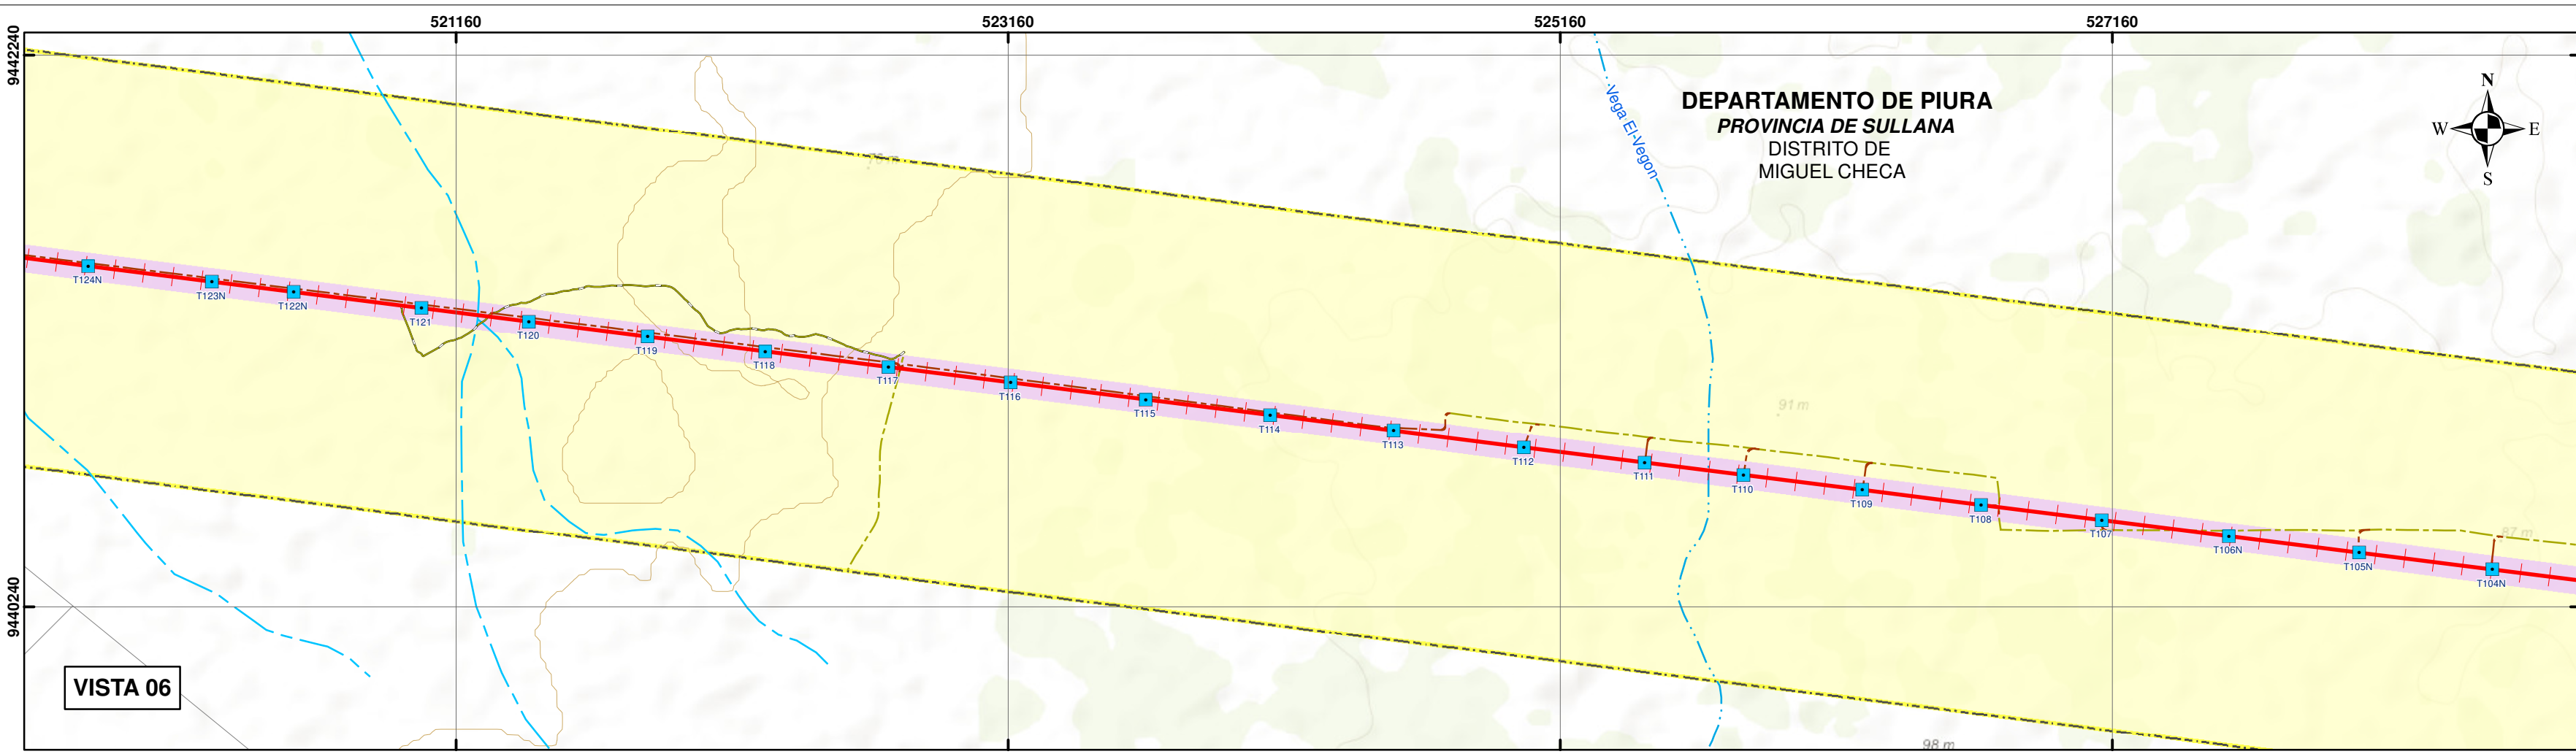 521160
523160
525160
527160
9442240
9440240
DEPARTAMENTO DE PIURA
PROVINCIA DE SULLANA
DISTRITO DE
MIGUEL CHECA
N
W
E
S
Vega El-Vegon
T124N
T123N
T122N
T121
T120
T119
T118
T117
T116
T115
T114
T113
T112
T111
T110
T109
T108
T107
T106N
T105N
T104N
91 m
98 m
VISTA 06